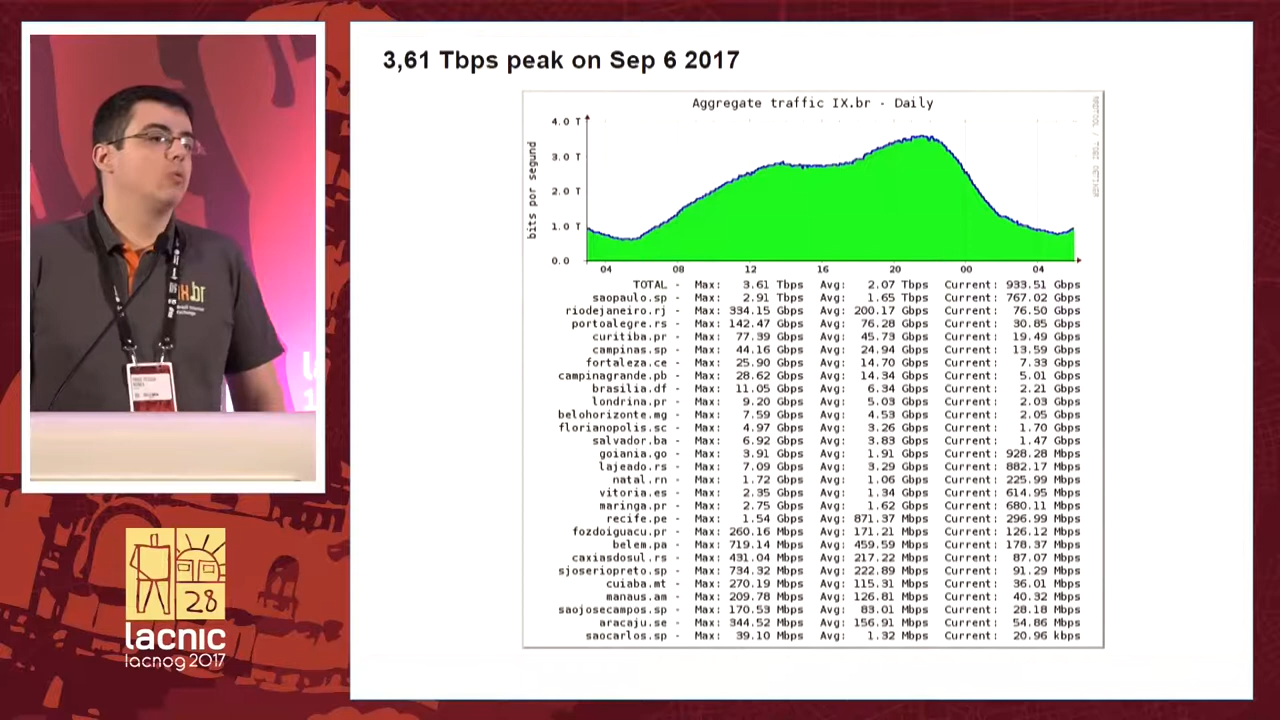 3,61 Tbps peak on Sep 6 2017
Aggregate traffic IX.br - Daily
bits por segund
4.0 T
3.0 T
2.0 T
1.0 T
0.0
04 08 12 16 20 00 04
TOTAL - Max: 3.61 Tbps Avg: 2.07 Tbps Current: 933.51 Gbps
saopaulo.sp - Max: 2.91 Tbps Avg: 1.65 Tbps Current: 767.02 Gbps
riodejaneiro.rj - Max: 334.15 Gbps Avg: 200.17 Gbps Current: 76.50 Gbps
portoalegre.rs - Max: 142.47 Gbps Avg: 76.28 Gbps Current: 30.85 Gbps
curitiba.pr - Max: 77.39 Gbps Avg: 45.73 Gbps Current: 19.49 Gbps
campinas.sp - Max: 44.16 Gbps Avg: 24.94 Gbps Current: 13.59 Gbps
fortaleza.ce - Max: 25.90 Gbps Avg: 14.70 Gbps Current: 7.33 Gbps
campinagrande.pb - Max: 28.62 Gbps Avg: 14.34 Gbps Current: 5.01 Gbps
brasilia.df - Max: 11.05 Gbps Avg: 6.34 Gbps Current: 2.21 Gbps
londrina.pr - Max: 9.20 Gbps Avg: 5.03 Gbps Current: 2.03 Gbps
belohorizonte.mg - Max: 7.59 Gbps Avg: 4.53 Gbps Current: 2.05 Gbps
florianopolis.sc - Max: 4.97 Gbps Avg: 3.26 Gbps Current: 1.70 Gbps
salvador.ba - Max: 6.92 Gbps Avg: 3.83 Gbps Current: 1.47 Gbps
goiania.go - Max: 3.91 Gbps Avg: 1.91 Gbps Current: 928.28 Mbps
lajeado.rs - Max: 7.09 Gbps Avg: 3.29 Gbps Current: 882.17 Mbps
natal.rn - Max: 1.72 Gbps Avg: 1.06 Gbps Current: 225.99 Mbps
vitoria.es - Max: 2.35 Gbps Avg: 1.34 Gbps Current: 614.95 Mbps
maringa.pr - Max: 2.75 Gbps Avg: 1.62 Gbps Current: 680.11 Mbps
recife.pe - Max: 1.54 Gbps Avg: 871.37 Mbps Current: 296.99 Mbps
fozdoiguacu.pr - Max: 260.16 Mbps Avg: 171.21 Mbps Current: 126.12 Mbps
belem.pa - Max: 719.14 Mbps Avg: 459.59 Mbps Current: 178.37 Mbps
caxiasdosul.rs - Max: 431.04 Mbps Avg: 217.22 Mbps Current: 87.07 Mbps
sjoseriopreto.sp - Max: 734.32 Mbps Avg: 222.89 Mbps Current: 91.29 Mbps
cuiaba.mt - Max: 270.19 Mbps Avg: 115.31 Mbps Current: 36.01 Mbps
manaus.am - Max: 209.78 Mbps Avg: 126.81 Mbps Current: 40.32 Mbps
saojosecampos.sp - Max: 170.53 Mbps Avg: 83.01 Mbps Current: 28.18 Mbps
aracaju.se - Max: 344.52 Mbps Avg: 156.91 Mbps Current: 54.86 Mbps
saocarlos.sp - Max: 39.10 Mbps Avg: 1.32 Mbps Current: 20.96 kbps
28
lacnic
lacnog 2017